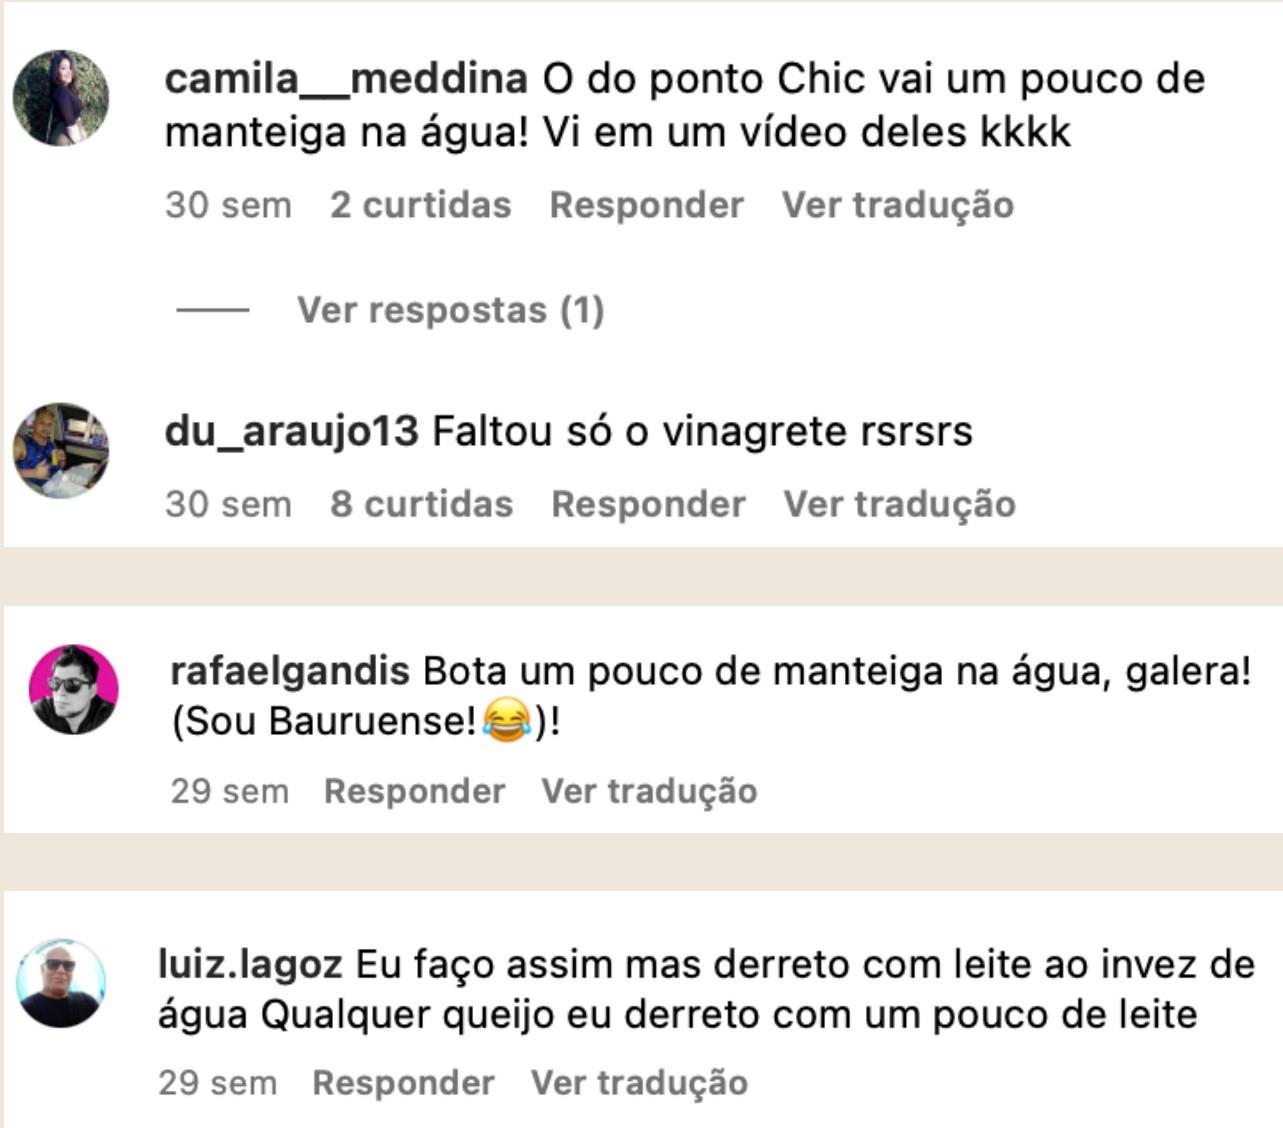 camila__meddina O do ponto Chic vai um pouco de
manteiga na água! Vi em um vídeo deles kkkk
30 sem 2 curtidas Responder Ver tradução
Ver respostas (1)
du_araujo13 Faltou só o vinagrete rsrsrs
30 sem 8 curtidas Responder Ver tradução
rafaelgandis Bota um pouco de manteiga na água, galera!
(Sou Bauruense!😂)!
29 sem Responder Ver tradução
luiz.lagoz Eu faço assim mas derreto com leite ao invez de
água Qualquer queijo eu derreto com um pouco de leite
29 sem Responder Ver tradução